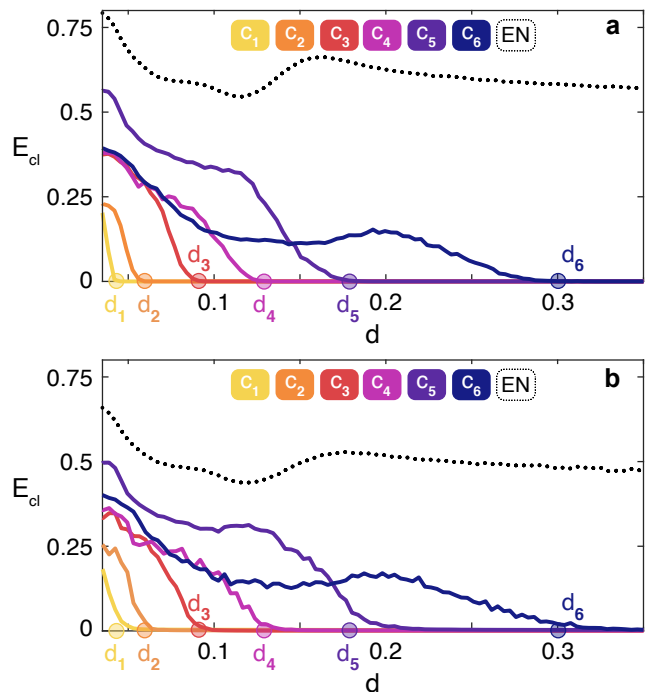 a
0.75
C₁ C₂ C₃ C₄ C₅ C₆ EN
0.5
E_cl
0.25
d₃ d₆
0
d₁ d₂ 0.1 d₄ d₅ 0.2 0.3
d
b
0.75
C₁ C₂ C₃ C₄ C₅ C₆ EN
0.5
E_cl
0.25
d₃ d₆
0
d₁ d₂ 0.1 d₄ d₅ 0.2 0.3
d